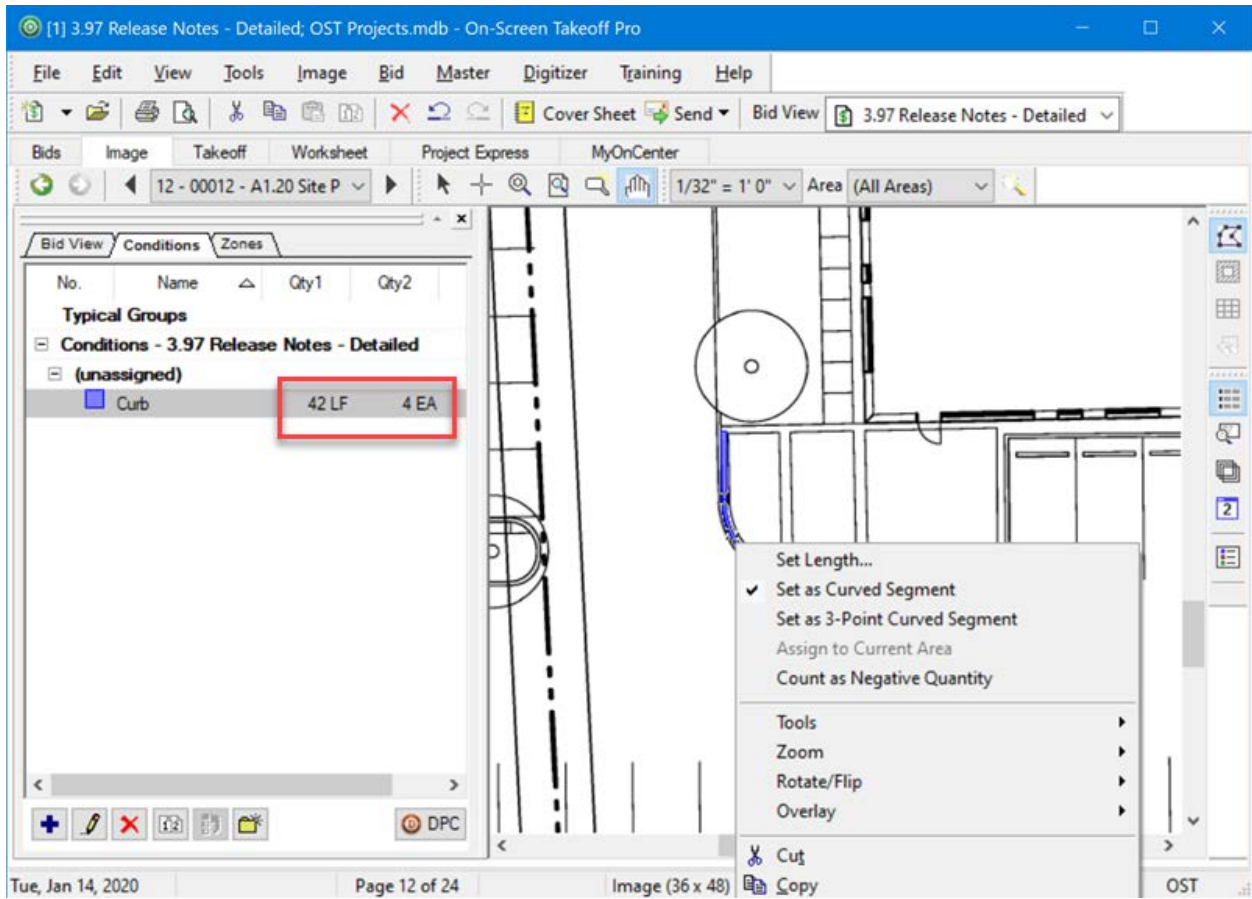 [1] 3.97 Release Notes - Detailed; OST Projects.mdb - On-Screen Takeoff Pro
File Edit View Tools Image Bid Master Digitizer Training Help
Cover Sheet Send Bid View 3.97 Release Notes - Detailed
Bids Image Takeoff Worksheet Project Express MyOnCenter
12 - 00012 - A1.20 Site P 1/32" = 1' 0" Area (All Areas)
Bid View Conditions Zones
No. Name Qty1 Qty2
Typical Groups
Conditions - 3.97 Release Notes - Detailed
(unassigned)
Curb 42 LF 4 EA
2
Set Length...
Set as Curved Segment
Set as 3-Point Curved Segment
Assign to Current Area
Count as Negative Quantity
Tools
Zoom
Rotate/Flip
Overlay
Cut
Copy
DPC
Tue, Jan 14, 2020 Page 12 of 24 Image (36 x 48) OST